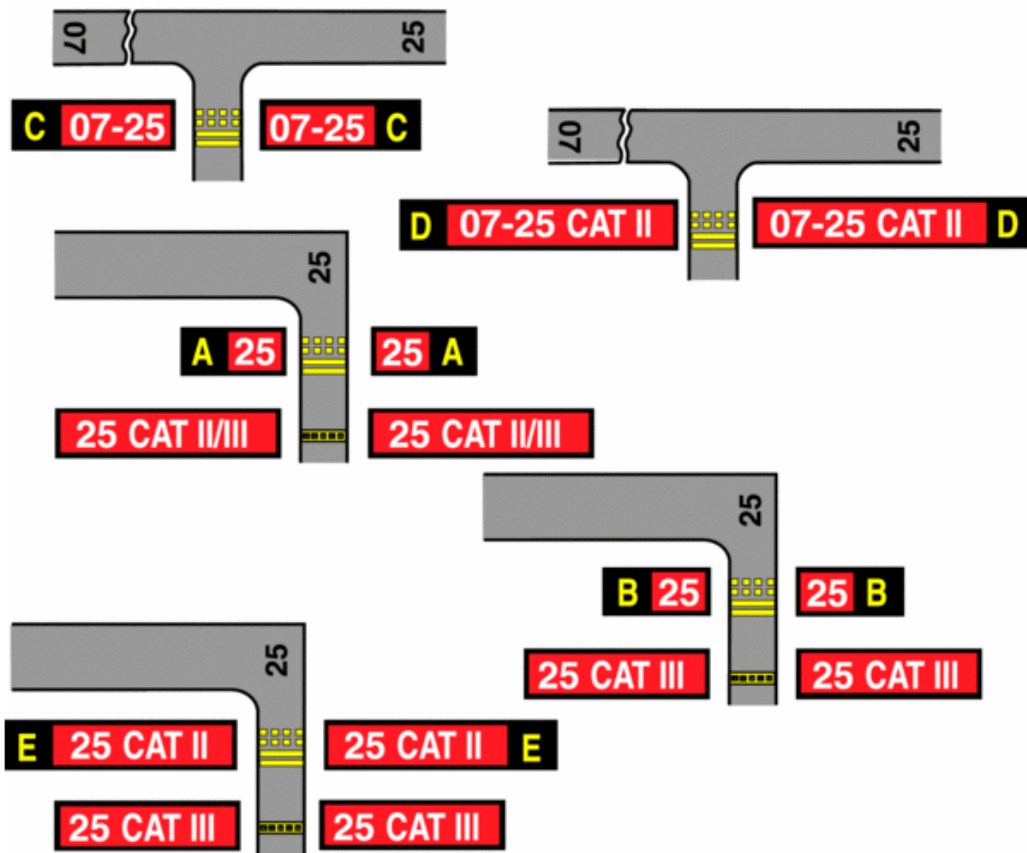 07 25
C 07-25 07-25 C
07 25
D 07-25 CAT II 07-25 CAT II D
25
A 25 25 A
25 CAT II/III 25 CAT II/III
25
B 25 25 B
25 CAT III 25 CAT III
25
E 25 CAT II 25 CAT II E
25 CAT III 25 CAT III